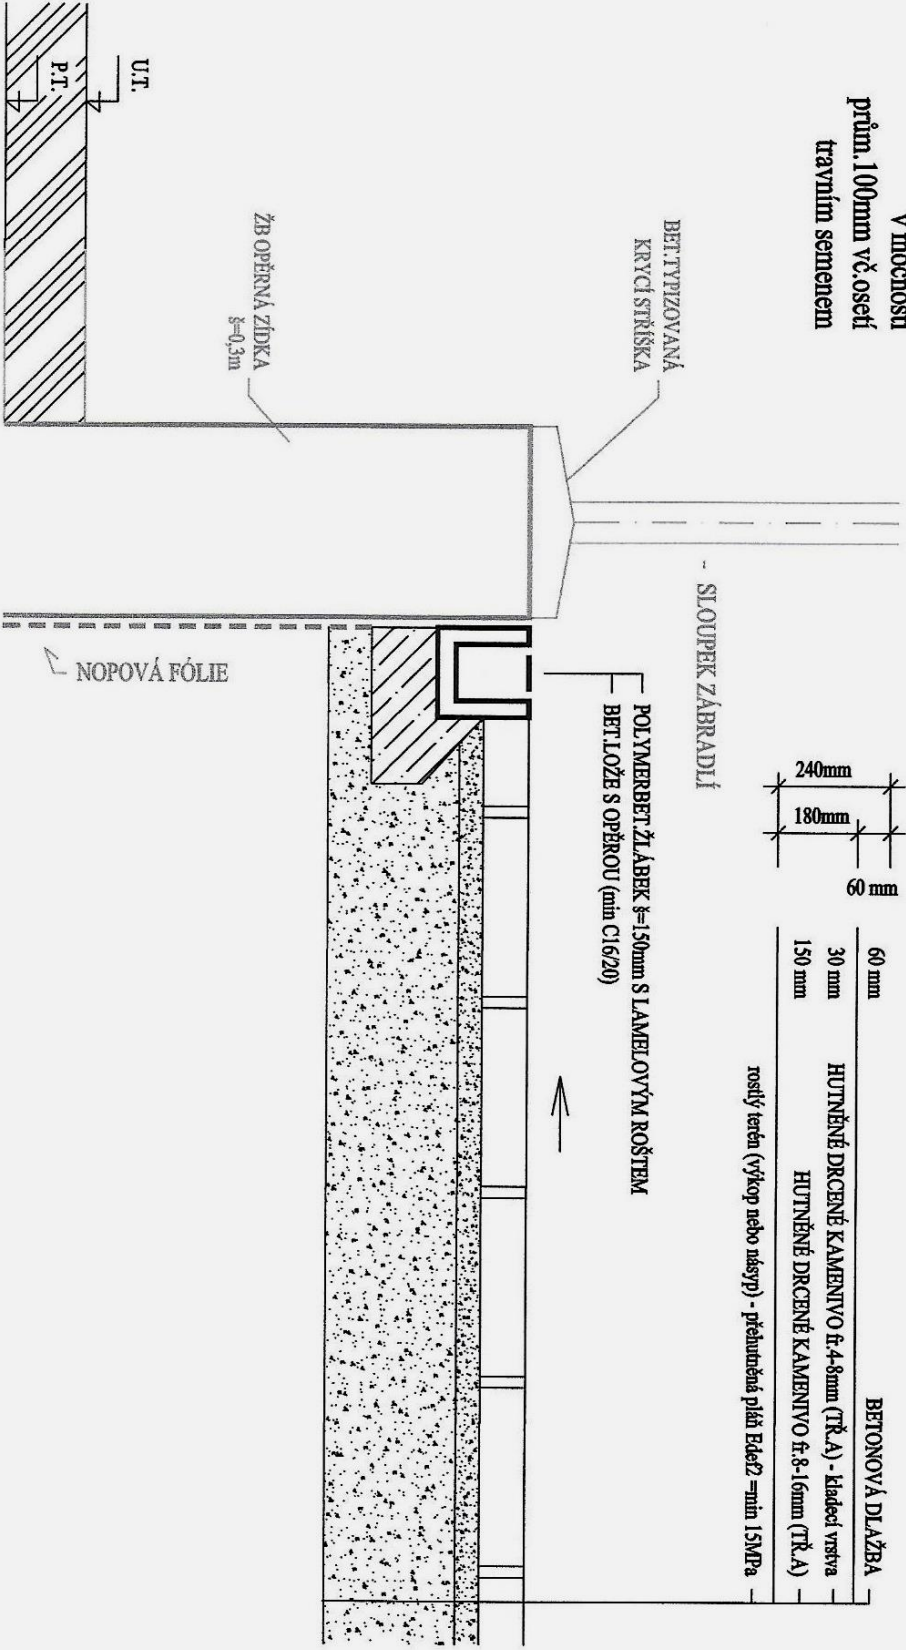 v mocnosti
prům.100mm vč.osetí
travním semenem
U.T.
P.T.
BET.TYPIZOVANÁ
KRYCÍ STŘÍŠKA
ŽB OPĚRNÁ ZÍDKA
š=0,3m
- SLOUPEK ZÁBRADLÍ
NOPOVÁ FÓLIE
POLYMERBET.ŽLÁBEK š=150mm S LAMELOVÝM ROŠTEM
BET.LOŽE S OPĚROU (min C16/20)
240mm
180mm
60 mm
60 mm BETONOVÁ DLAŽBA
30 mm HUTNĚNÉ DRCENÉ KAMENIVO fr.4-8mm (TŘ.A) - kladecí vrstva
150 mm HUTNĚNÉ DRCENÉ KAMENIVO fr.8-16mm (TŘ.A)
rostlý terén (výkop nebo násyp) - přehutněná pláň Edef2 =min 15MPa